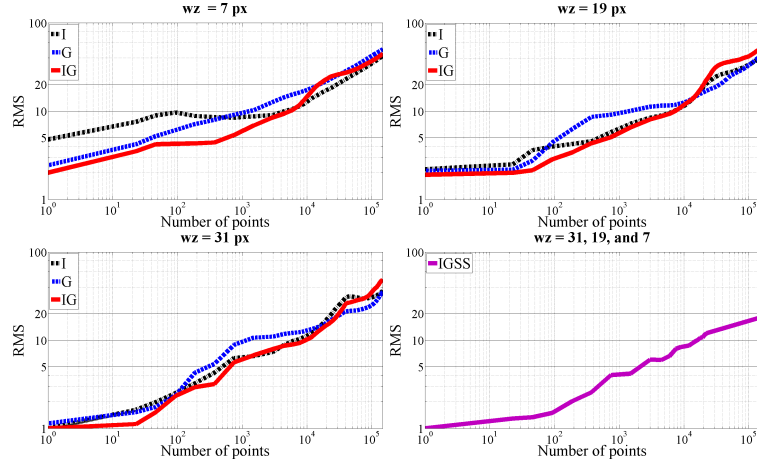 wz = 7 px
100
20
10
5
1
RMS
I
G
IG
10^0
10^1
10^2
10^3
10^4
10^5
Number of points
wz = 19 px
100
20
10
5
1
RMS
I
G
IG
10^0
10^1
10^2
10^3
10^4
10^5
Number of points
wz = 31 px
100
20
10
5
1
RMS
I
G
IG
10^0
10^1
10^2
10^3
10^4
10^5
Number of points
wz = 31, 19, and 7
100
20
10
5
1
RMS
IGSS
10^0
10^1
10^2
10^3
10^4
10^5
Number of points